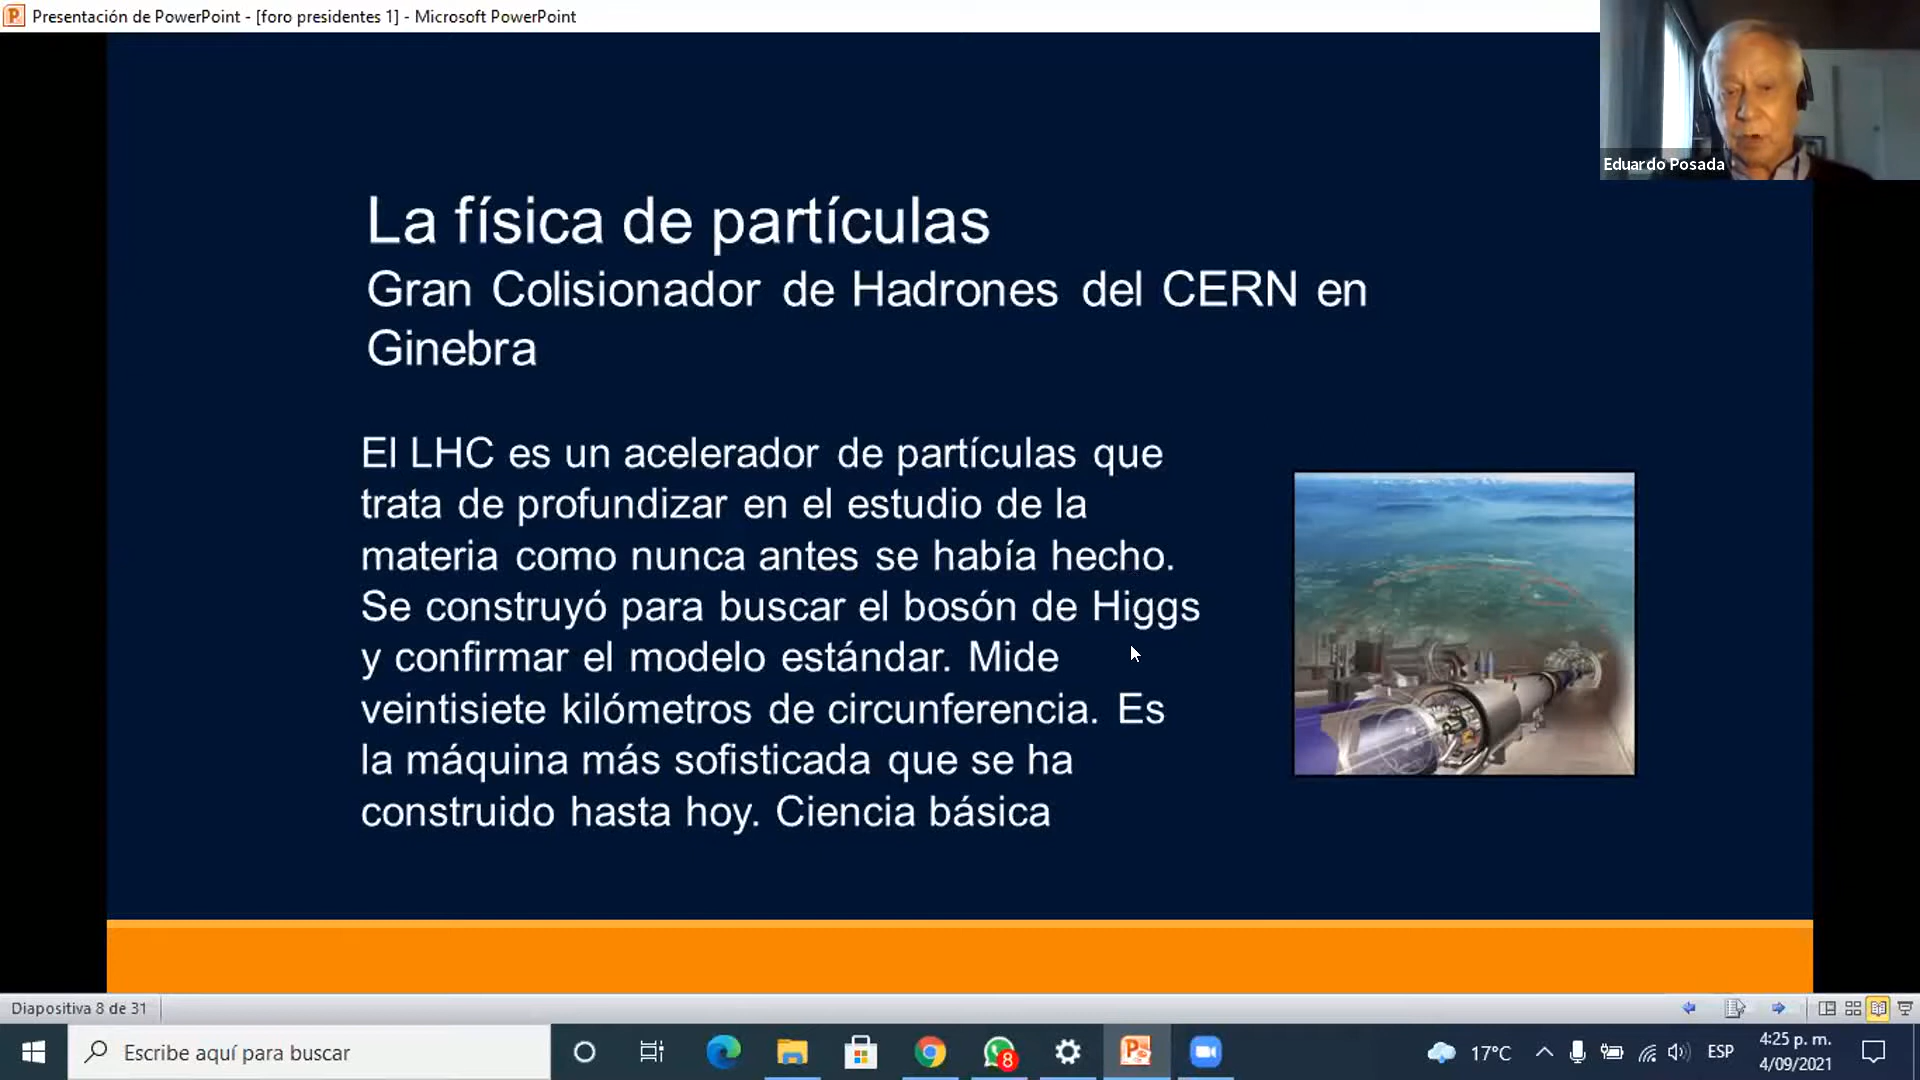 Presentación de PowerPoint - [foro presidentes 1] - Microsoft PowerPoint
Eduardo Posada
La física de partículas
Gran Colisionador de Hadrones del CERN en
Ginebra
El LHC es un acelerador de partículas que
trata de profundizar en el estudio de la
materia como nunca antes se había hecho.
Se construyó para buscar el bosón de Higgs
y confirmar el modelo estándar. Mide
veintisiete kilómetros de circunferencia. Es
la máquina más sofisticada que se ha
construido hasta hoy. Ciencia básica
Diapositiva 8 de 31
Escribe aquí para buscar
8
17°C
ESP
4:25 p. m.
4/09/2021